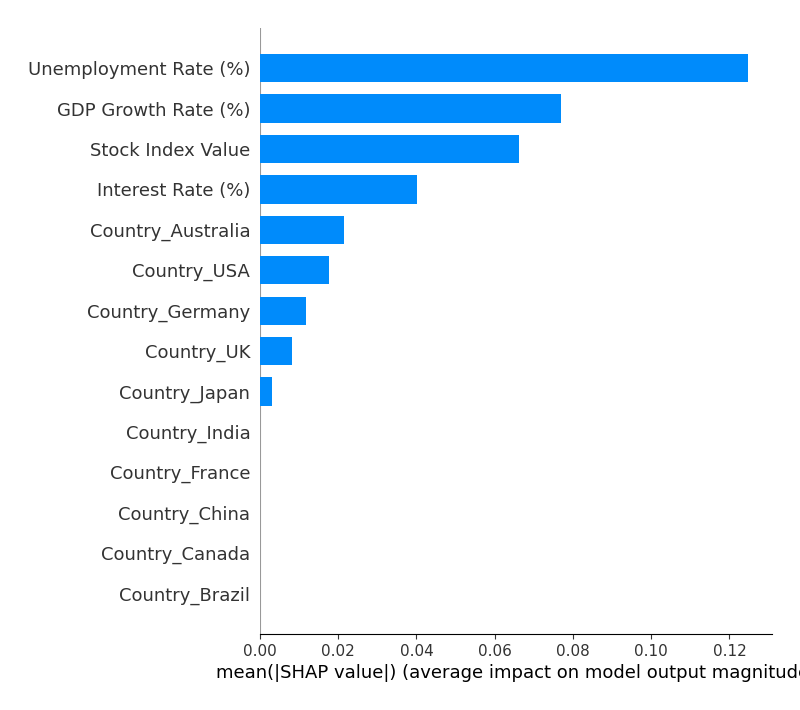 Unemployment Rate (%)
GDP Growth Rate (%)
Stock Index Value
Interest Rate (%)
Country_Australia
Country_USA
Country_Germany
Country_UK
Country_Japan
Country_India
Country_France
Country_China
Country_Canada
Country_Brazil
0.00 0.02 0.04 0.06 0.08 0.10 0.12
mean(|SHAP value|) (average impact on model output magnitude